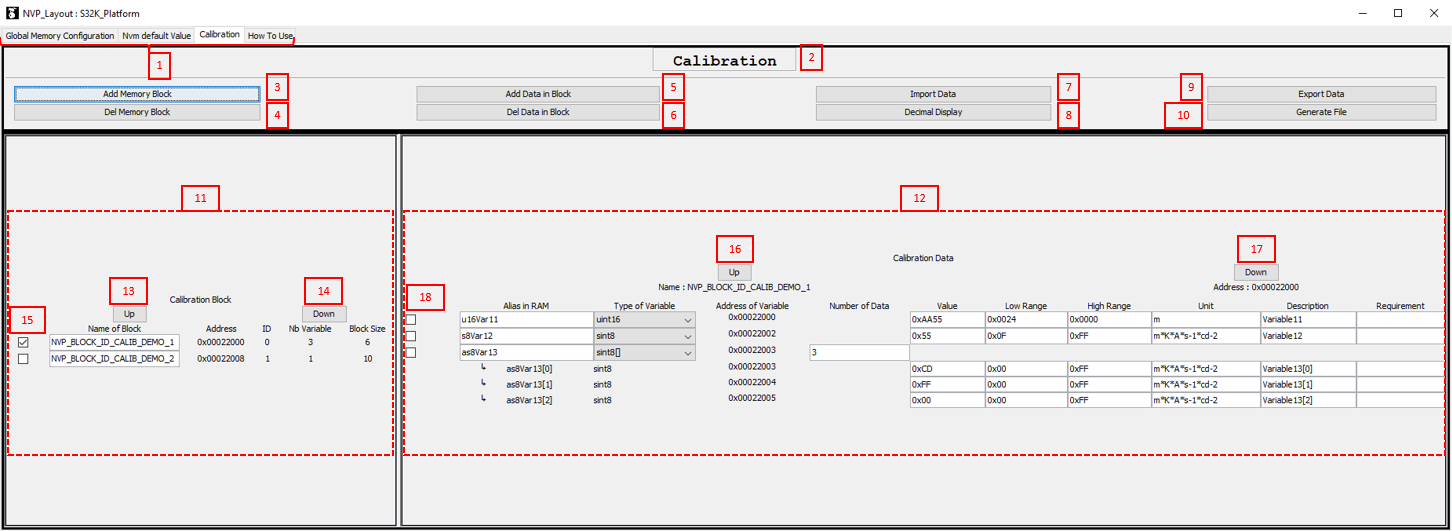 NVP_Layout : S32K_Platform
Global Memory Configuration Nvm default Value Calibration How To Use
1 Calibration 2
3 5 7 9
Add Memory Block Add Data in Block Import Data Export Data
4 6 8 10
Del Memory Block Del Data in Block Decimal Display Generate File
11 12
16 17
Calibration Data
Up Down
Name : NVP_BLOCK_ID_CALIB_DEMO_1 Address : 0x00022000
13 14
Calibration Block
Up Down
15 18
Name of Block Address ID Nb Variable Block Size
NVP_BLOCK_ID_CALIB_DEMO_1 0x00022000 0 3 6
NVP_BLOCK_ID_CALIB_DEMO_2 0x00022008 1 1 10
Alias in RAM Type of Variable Address of Variable Number of Data Value Low Range High Range Unit Description Requirement
u16Var11 uint16 0x00022000 0xAA55 0x0024 0x0000 m Variable11
s8Var12 sint8 0x00022002 0x55 0x0F 0xFF m*K*A*s-1*cd-2 Variable12
as8Var13 sint8[] 0x00022003 3
↳ as8Var13[0] sint8 0x00022003 0xCD 0x00 0xFF m*K*A*s-1*cd-2 Variable13[0]
↳ as8Var13[1] sint8 0x00022004 0xFF 0x00 0xFF m*K*A*s-1*cd-2 Variable13[1]
↳ as8Var13[2] sint8 0x00022005 0x00 0x00 0xFF m*K*A*s-1*cd-2 Variable13[2]